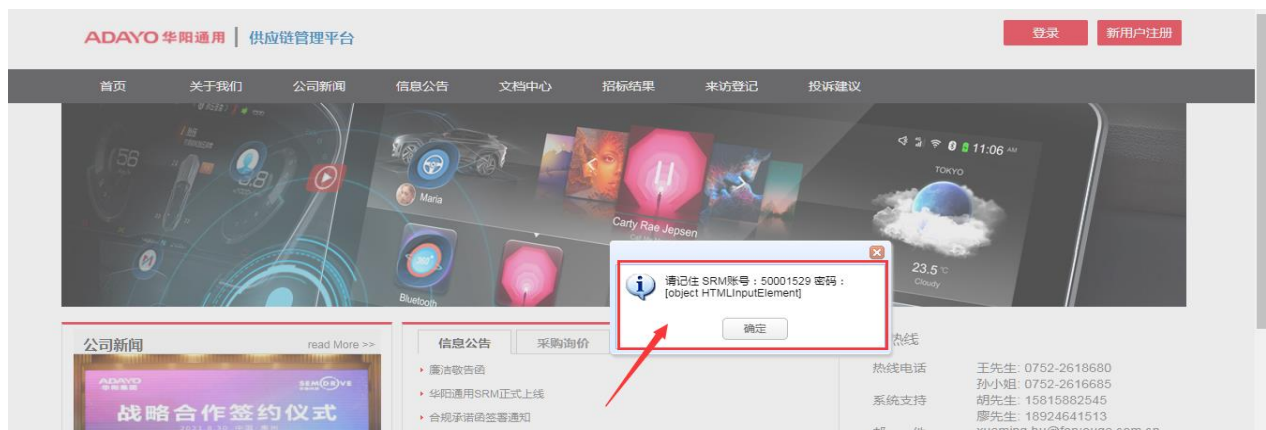 ADAYO 华阳通用 供应链管理平台
登录 新用户注册
首页 关于我们 公司新闻 信息公告 文档中心 招标结果 来访登记 投诉建议
56
11:06 AM
TOKYO
Maria
Carly Rae Jepsen
23.5 ℃
Cloudy
Bluetooth
请记住 SRM账号：50001529 密码：
[object HTMLInputElement]
确定
公司新闻 read More >>
ADAYO
SEMIDRIVE
战略合作签约仪式
信息公告 采购询价
廉洁敬告函
华阳通用SRM正式上线
合规承诺函签署通知
热线
热线电话 王先生: 0752-2618680
孙小姐: 0752-2616685
系统支持 胡先生: 15815882545
廖先生: 18924641513